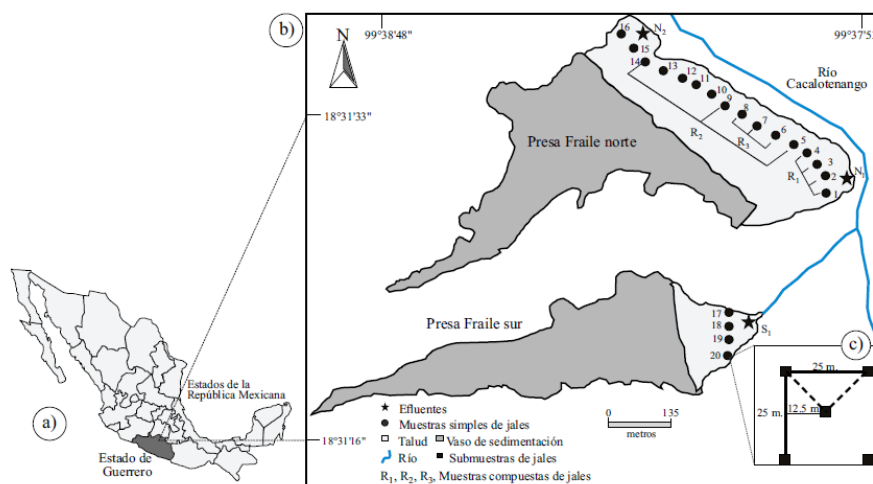 b)
99°38'48"
99°37'53
N
16
N2
15
14
13
12
11
10
9
8
7
6
5
4
3
2
1
R2
R3
R1
N1
Río
Cacalotenango
18°31'33"
Presa Fraile norte
Presa Fraile sur
17
18
19
20
S1
c)
25 m.
25 m.
12.5 m
Estados de la
República Mexicana
a)
Estado de
Guerrero
18°31'16"
Efluentes
Muestras simples de jales
Talud
Vaso de sedimentación
Río
Submuestras de jales
R1, R2, R3, Muestras compuestas de jales
0
135
metros